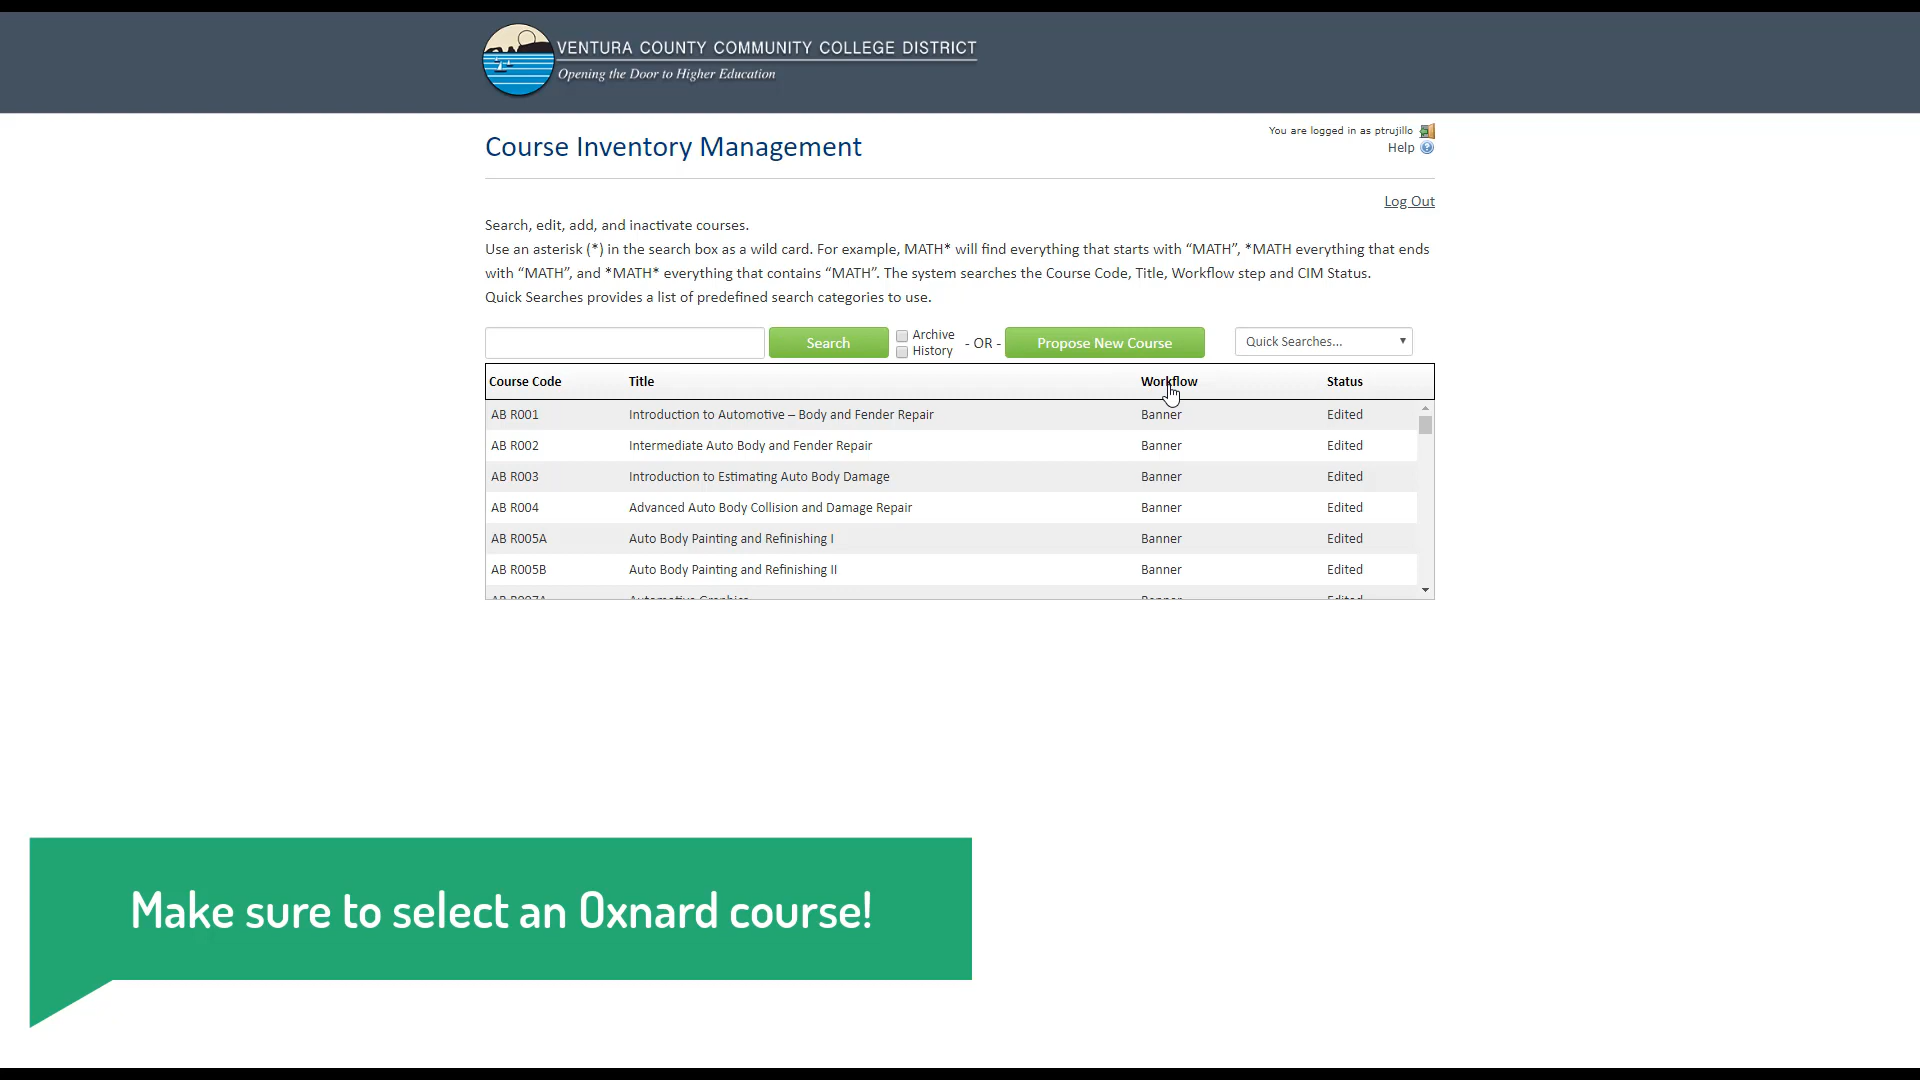 VENTURA COUNTY COMMUNITY COLLEGE DISTRICT
Opening the Door to Higher Education
Course Inventory Management
You are logged in as ptrujillo
Help
Log Out
Search, edit, add, and inactivate courses.
Use an asterisk (*) in the search box as a wild card. For example, MATH* will find everything that starts with “MATH”, *MATH everything that ends
with “MATH”, and *MATH* everything that contains “MATH”. The system searches the Course Code, Title, Workflow step and CIM Status.
Quick Searches provides a list of predefined search categories to use.
Search
Archive
History
- OR -
Propose New Course
Quick Searches...
Course Code Title Workflow Status
AB R001 Introduction to Automotive – Body and Fender Repair Banner Edited
AB R002 Intermediate Auto Body and Fender Repair Banner Edited
AB R003 Introduction to Estimating Auto Body Damage Banner Edited
AB R004 Advanced Auto Body Collision and Damage Repair Banner Edited
AB R005A Auto Body Painting and Refinishing I Banner Edited
AB R005B Auto Body Painting and Refinishing II Banner Edited
AB R007A Automotive Graphics Banner Edited
Make sure to select an Oxnard course!